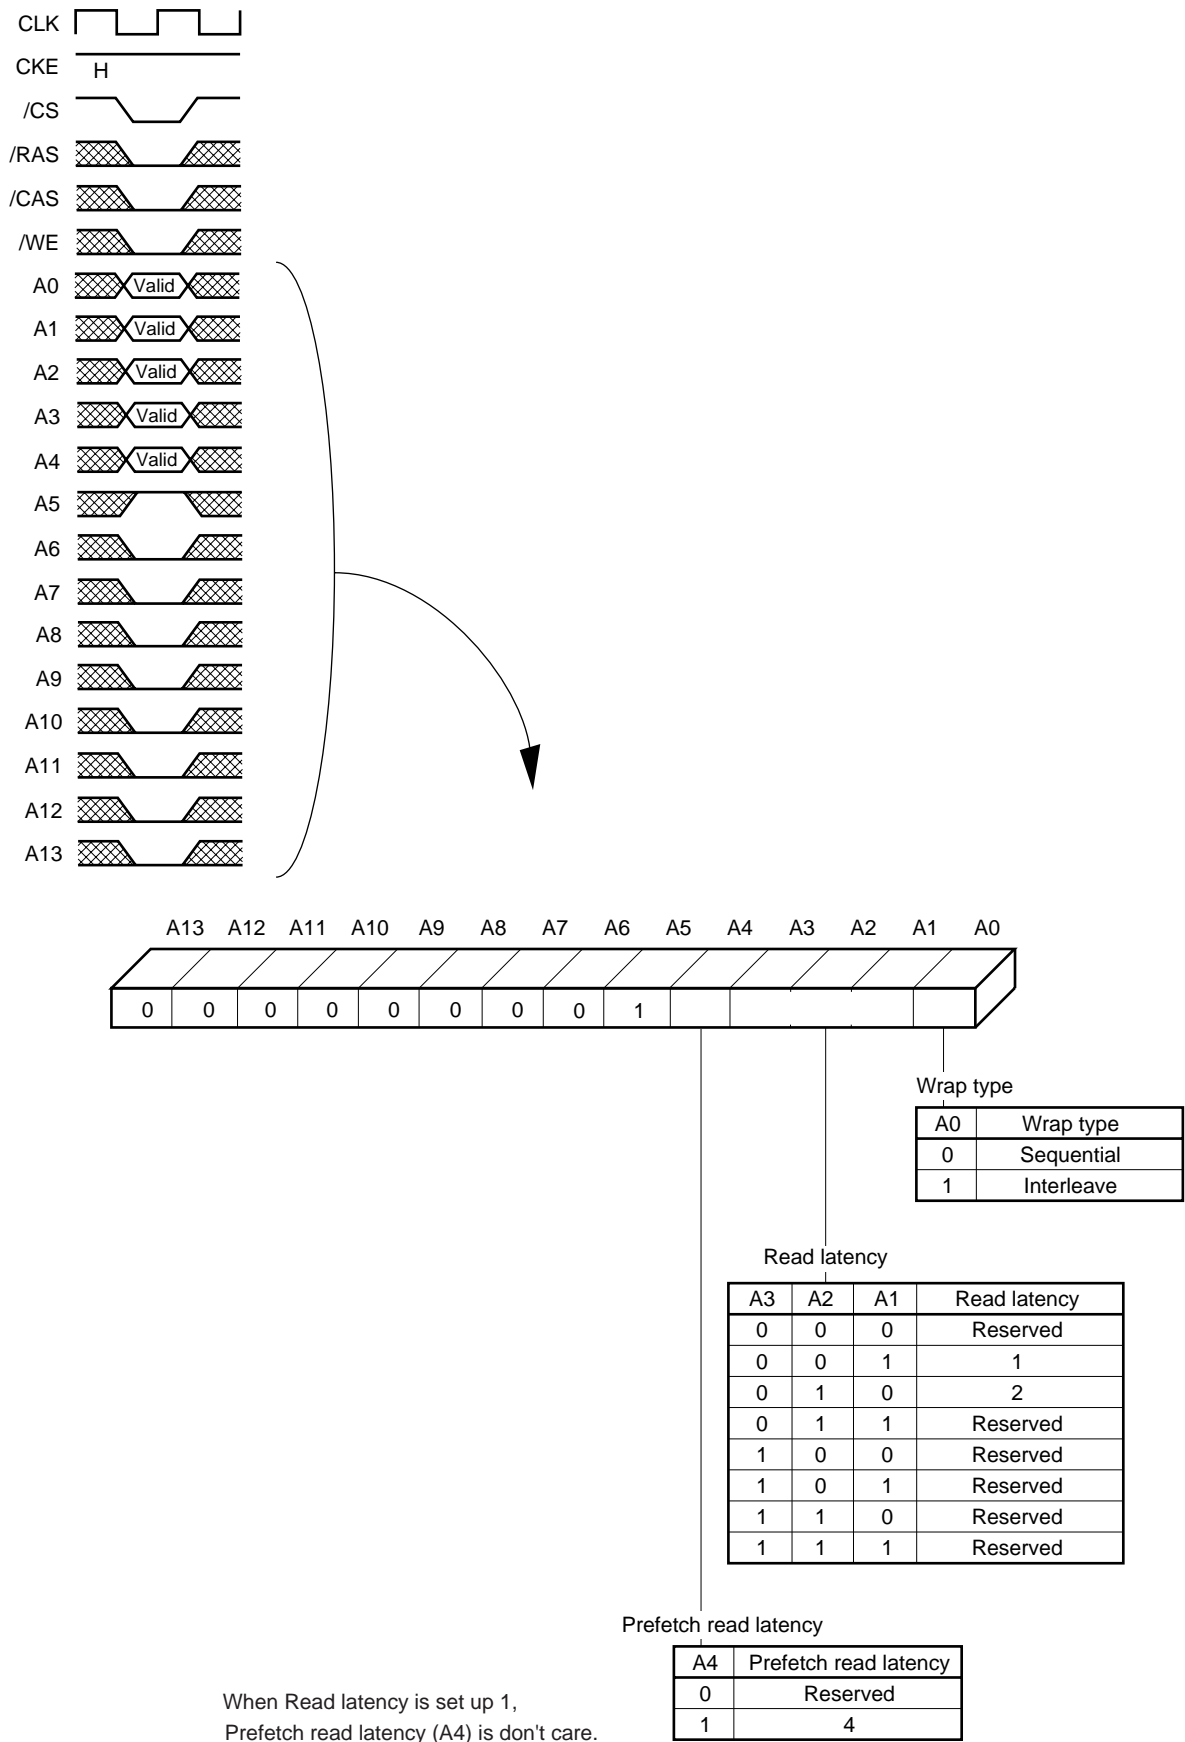 CLK
CKE H
/CS
/RAS
/CAS
/WE
A0 Valid
A1 Valid
A2 Valid
A3 Valid
A4 Valid
A5
A6
A7
A8
A9
A10
A11
A12
A13
A13 A12 A11 A10 A9 A8 A7 A6 A5 A4 A3 A2 A1 A0
0 0 0 0 0 0 0 0 1
Wrap type
A0 Wrap type
0 Sequential
1 Interleave
Read latency
A3 A2 A1 Read latency
0 0 0 Reserved
0 0 1 1
0 1 0 2
0 1 1 Reserved
1 0 0 Reserved
1 0 1 Reserved
1 1 0 Reserved
1 1 1 Reserved
Prefetch read latency
A4 Prefetch read latency
0 Reserved
1 4
When Read latency is set up 1,
Prefetch read latency (A4) is don't care.